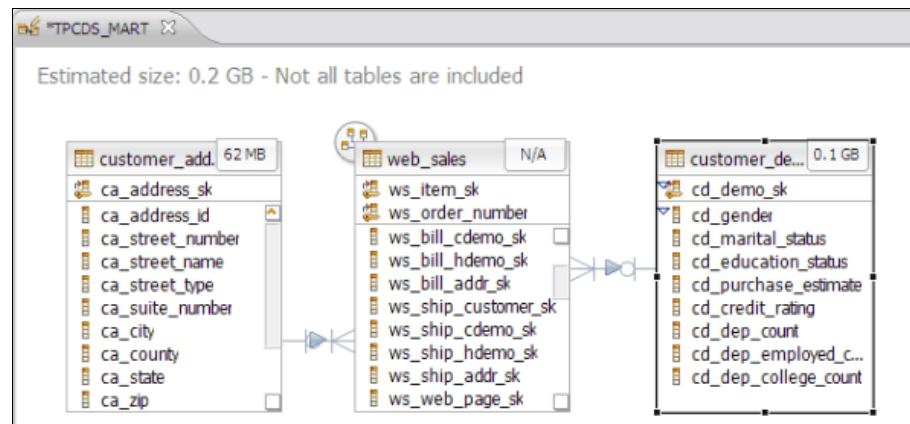 *TPCDS_MART
Estimated size: 0.2 GB - Not all tables are included
customer_add.. 62 MB
ca_address_sk
ca_address_id
ca_street_number
ca_street_name
ca_street_type
ca_suite_number
ca_city
ca_county
ca_state
ca_zip
web_sales N/A
ws_item_sk
ws_order_number
ws_bill_cdemo_sk
ws_bill_hdemo_sk
ws_bill_addr_sk
ws_ship_customer_sk
ws_ship_cdemo_sk
ws_ship_hdemo_sk
ws_ship_addr_sk
ws_web_page_sk
customer_de... 0.1 GB
cd_demo_sk
cd_gender
cd_marital_status
cd_education_status
cd_purchase_estimate
cd_credit_rating
cd_dep_count
cd_dep_employed_c...
cd_dep_college_count